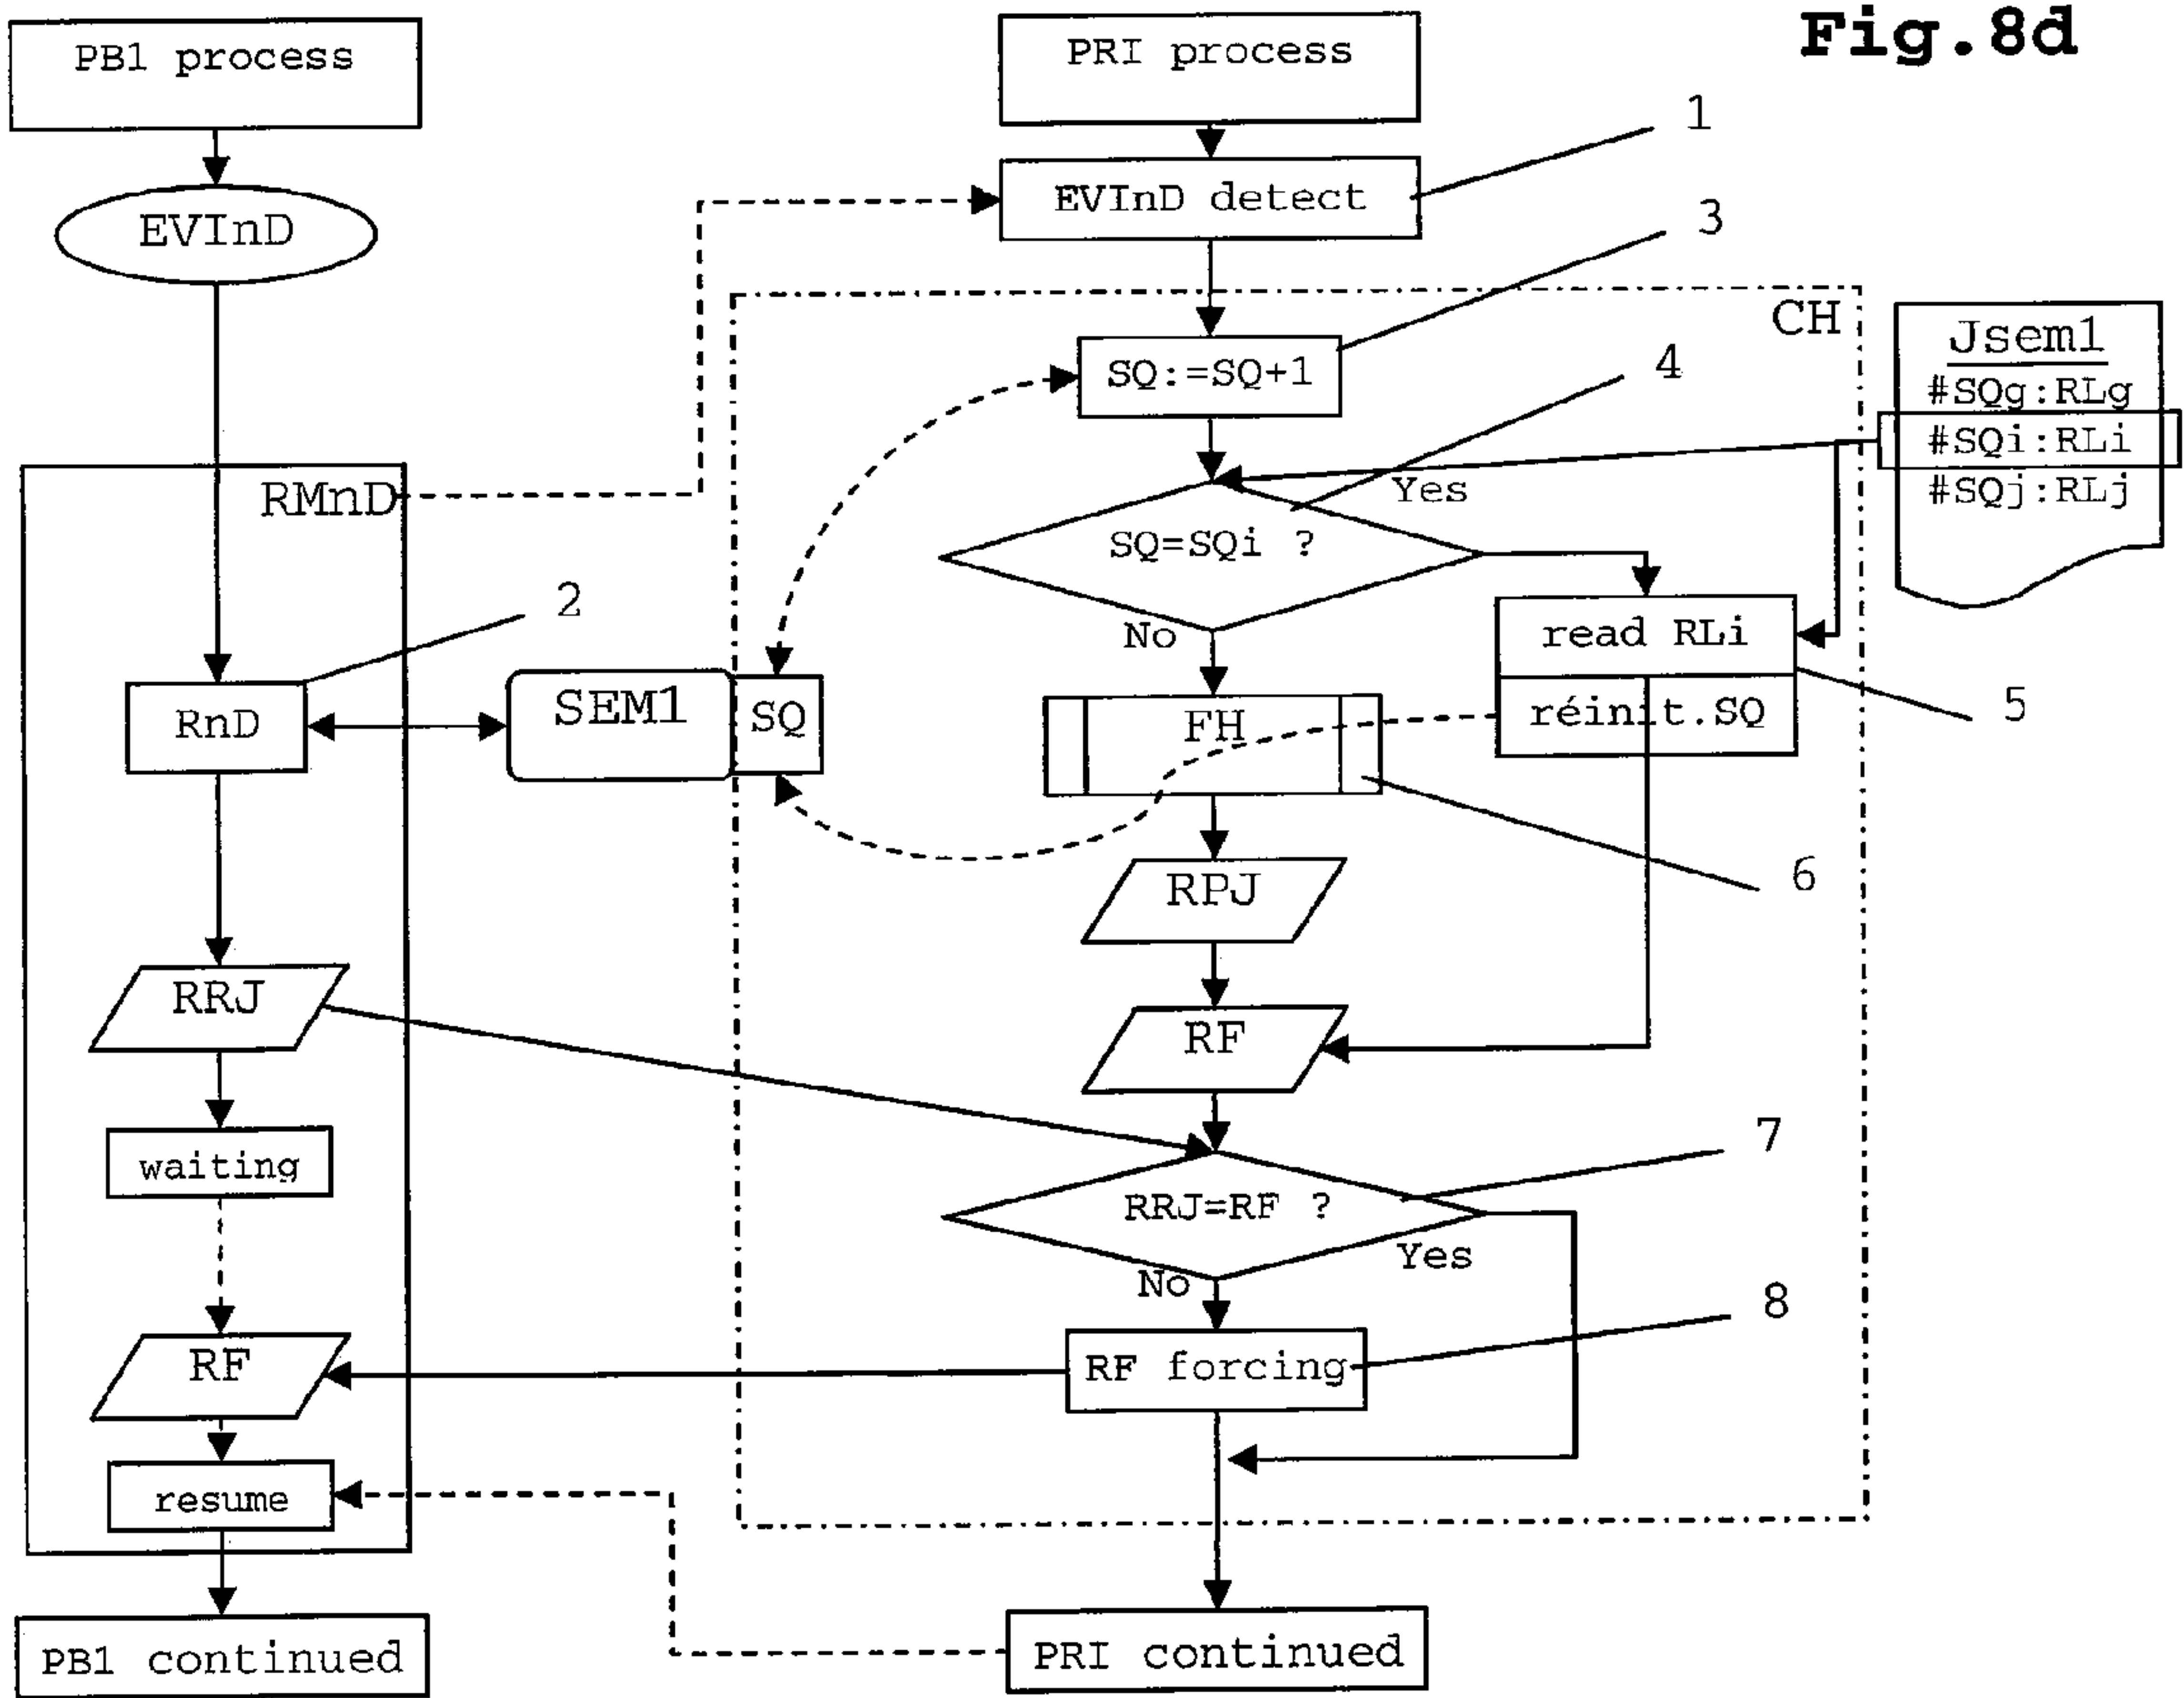 Fig.8d
PB1 process
PRI process
1
EVInD detect
3
EVInD
CH
Jsem1
#SQg:RLg
#SQi:RLi
#SQj:RLj
SQ:=SQ+1
4
RMnD
Yes
SQ=SQi ?
2
No
read RLi
5
réinit.SQ
RnD
SEM1
SQ
FH
6
RPJ
RRJ
RF
7
waiting
RRJ=RF ?
Yes
No
8
RF
RF forcing
resume
PB1 continued
PRI continued